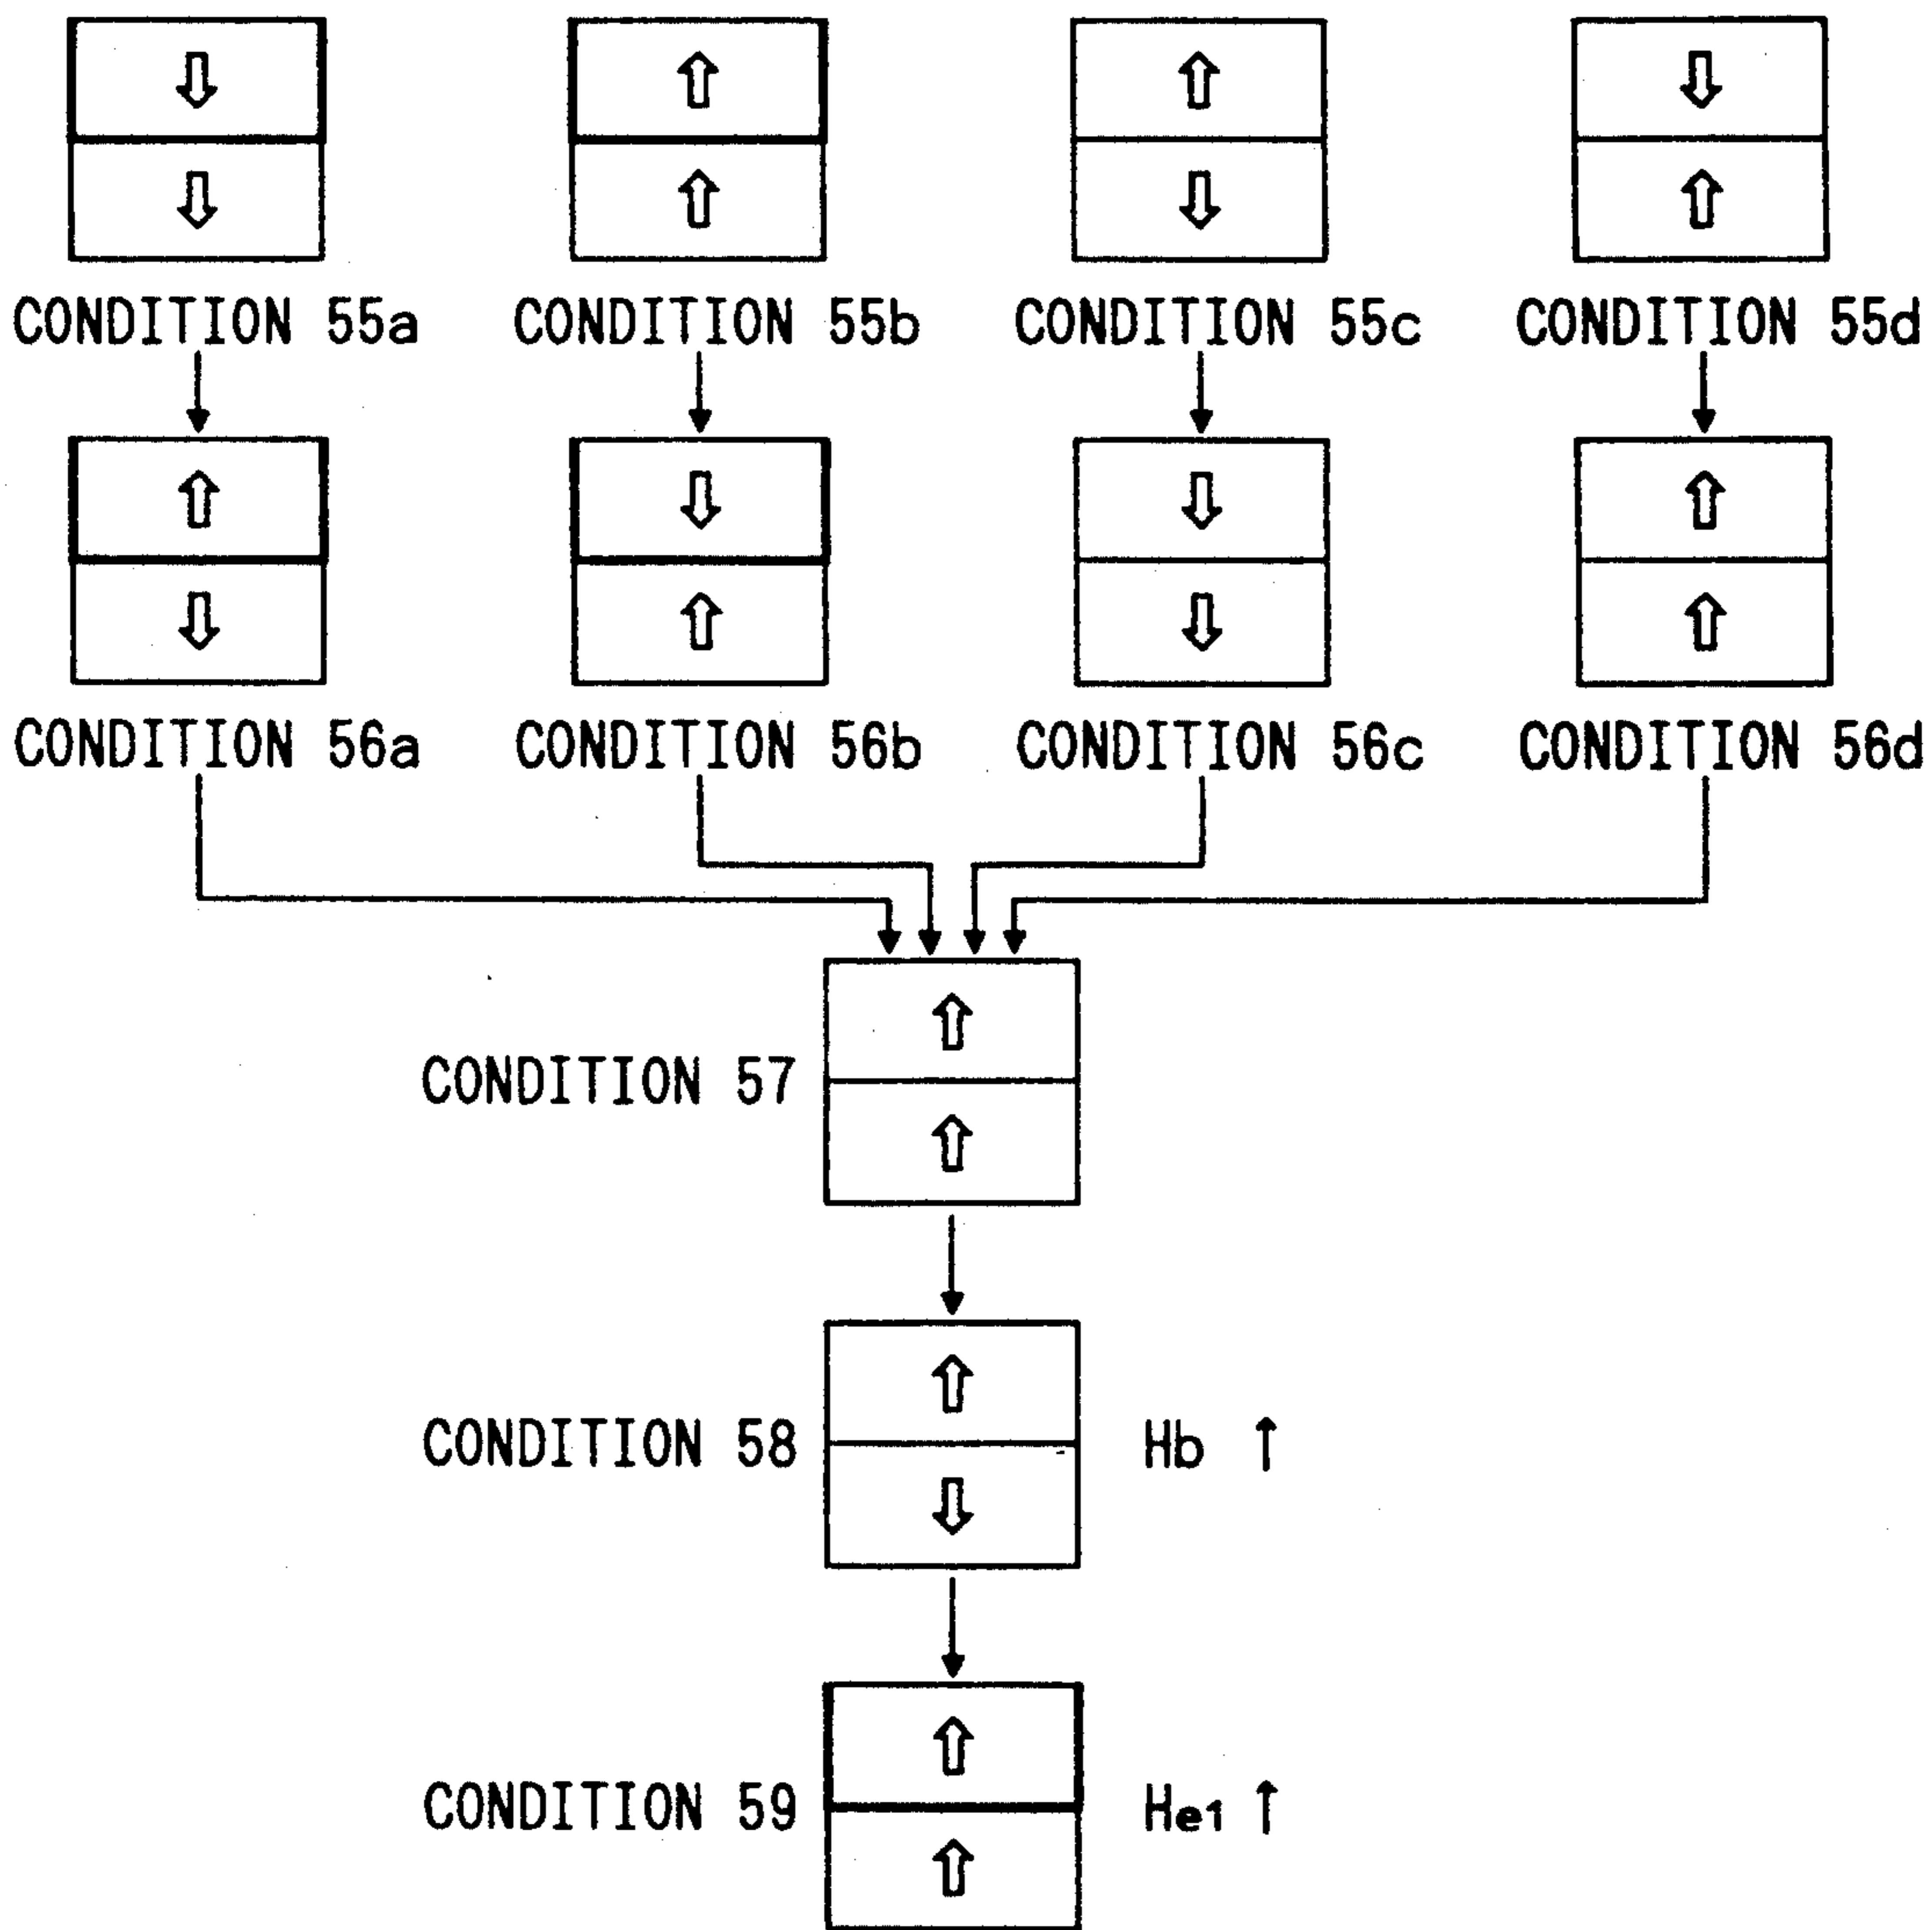 CONDITION 55a CONDITION 55b CONDITION 55c CONDITION 55d
CONDITION 56a CONDITION 56b CONDITION 56c CONDITION 56d
CONDITION 57
CONDITION 58 Hb ↑
CONDITION 59 He1 ↑